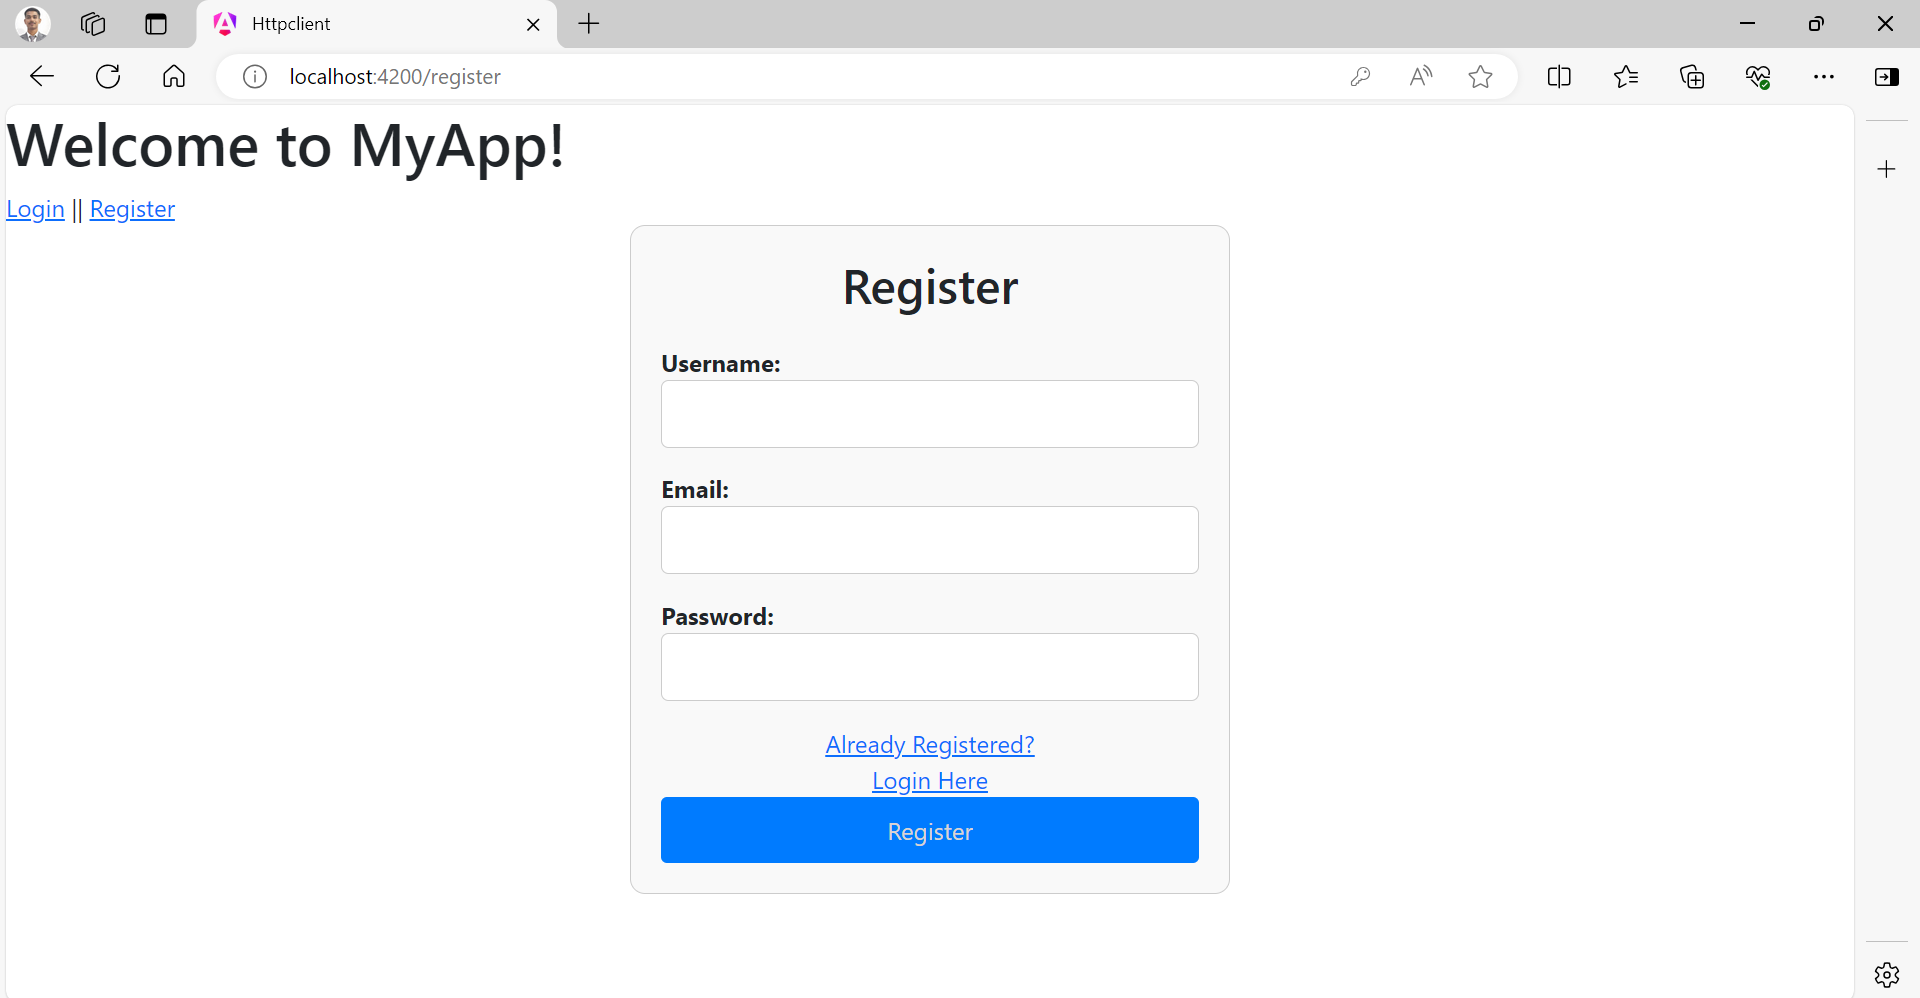 Httpclient
localhost:4200/register
Welcome to MyApp!
Login || Register
Register
Username:
Email:
Password:
Already Registered?
Login Here
Register